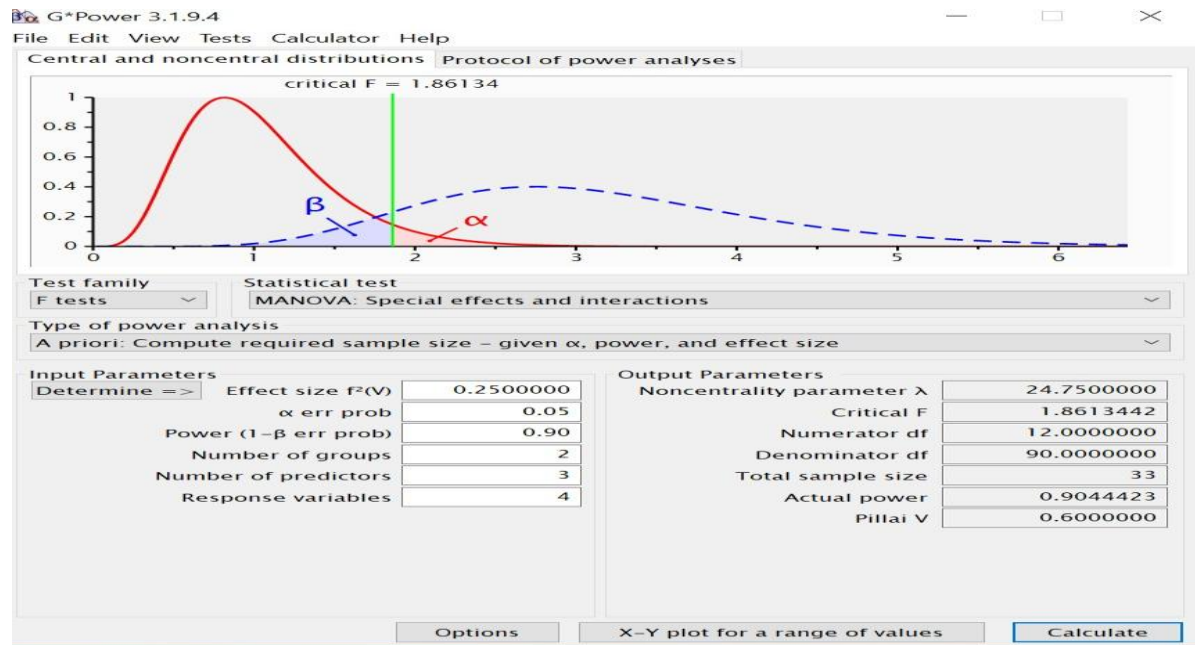 G*Power 3.1.9.4
File Edit View Tests Calculator Help
Central and noncentral distributions Protocol of power analyses
critical F = 1.86134
1
0.8
0.6
0.4
0.2
0
β
α
0 1 2 3 4 5 6
Test family Statistical test
F tests MANOVA: Special effects and interactions
Type of power analysis
A priori: Compute required sample size – given α, power, and effect size
Input Parameters Output Parameters
Determine => Effect size f²(V) 0.2500000 Noncentrality parameter λ 24.7500000
α err prob 0.05 Critical F 1.8613442
Power (1–β err prob) 0.90 Numerator df 12.0000000
Number of groups 2 Denominator df 90.0000000
Number of predictors 3 Total sample size 33
Response variables 4 Actual power 0.9044423
Pillai V 0.6000000
Options X–Y plot for a range of values Calculate